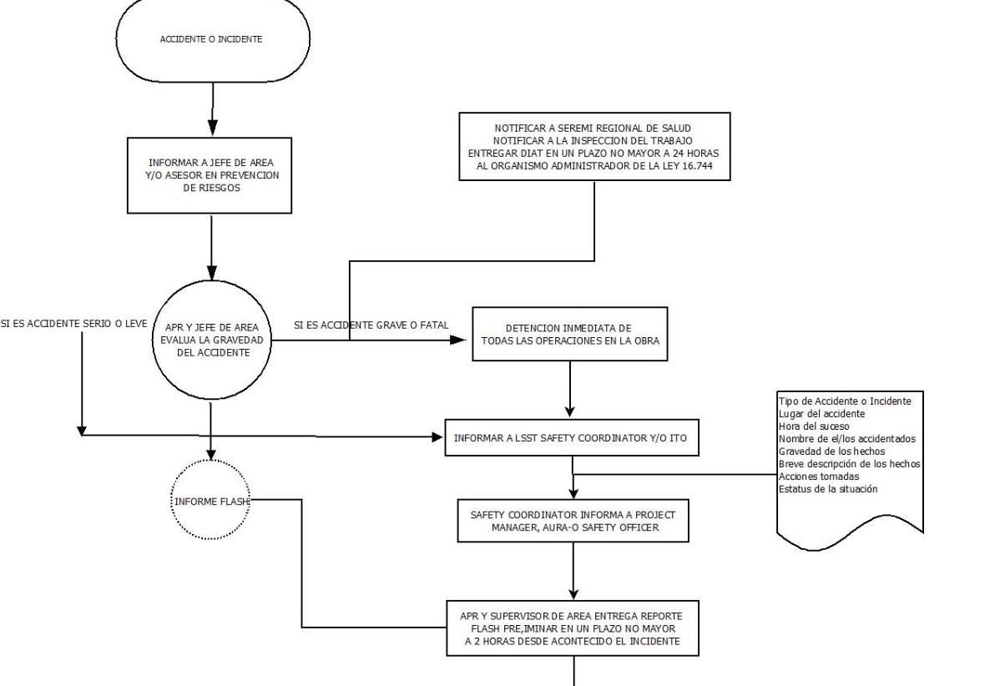 ACCIDENTE O INCIDENTE
INFORMAR A JEFE DE AREA
Y/O ASESOR EN PREVENCION
DE RIESGOS
NOTIFICAR A SEREMI REGIONAL DE SALUD
NOTIFICAR A LA INSPECCION DEL TRABAJO
ENTREGAR DIAT EN UN PLAZO NO MAYOR A 24 HORAS
AL ORGANISMO ADMINISTRADOR DE LA LEY 16.744
SI ES ACCIDENTE SERIO O LEVE
APR Y JEFE DE AREA
EVALUA LA GRAVEDAD
DEL ACCIDENTE
SI ES ACCIDENTE GRAVE O FATAL
DETENCION INMEDIATA DE
TODAS LAS OPERACIONES EN LA OBRA
INFORMAR A LSST SAFETY COORDINATOR Y/O ITO
Tipo de Accidente o Incidente
Lugar del accidente
Hora del suceso
Nombre de el/los accidentados
Gravedad de los hechos
Breve descripción de los hechos
Acciones tomadas
Estatus de la situación
INFORME FLASH
SAFETY COORDINATOR INFORMA A PROJECT
MANAGER, AURA-O SAFETY OFFICER
APR Y SUPERVISOR DE AREA ENTREGA REPORTE
FLASH PRE,IMINAR EN UN PLAZO NO MAYOR
A 2 HORAS DESDE ACONTECIDO EL INCIDENTE